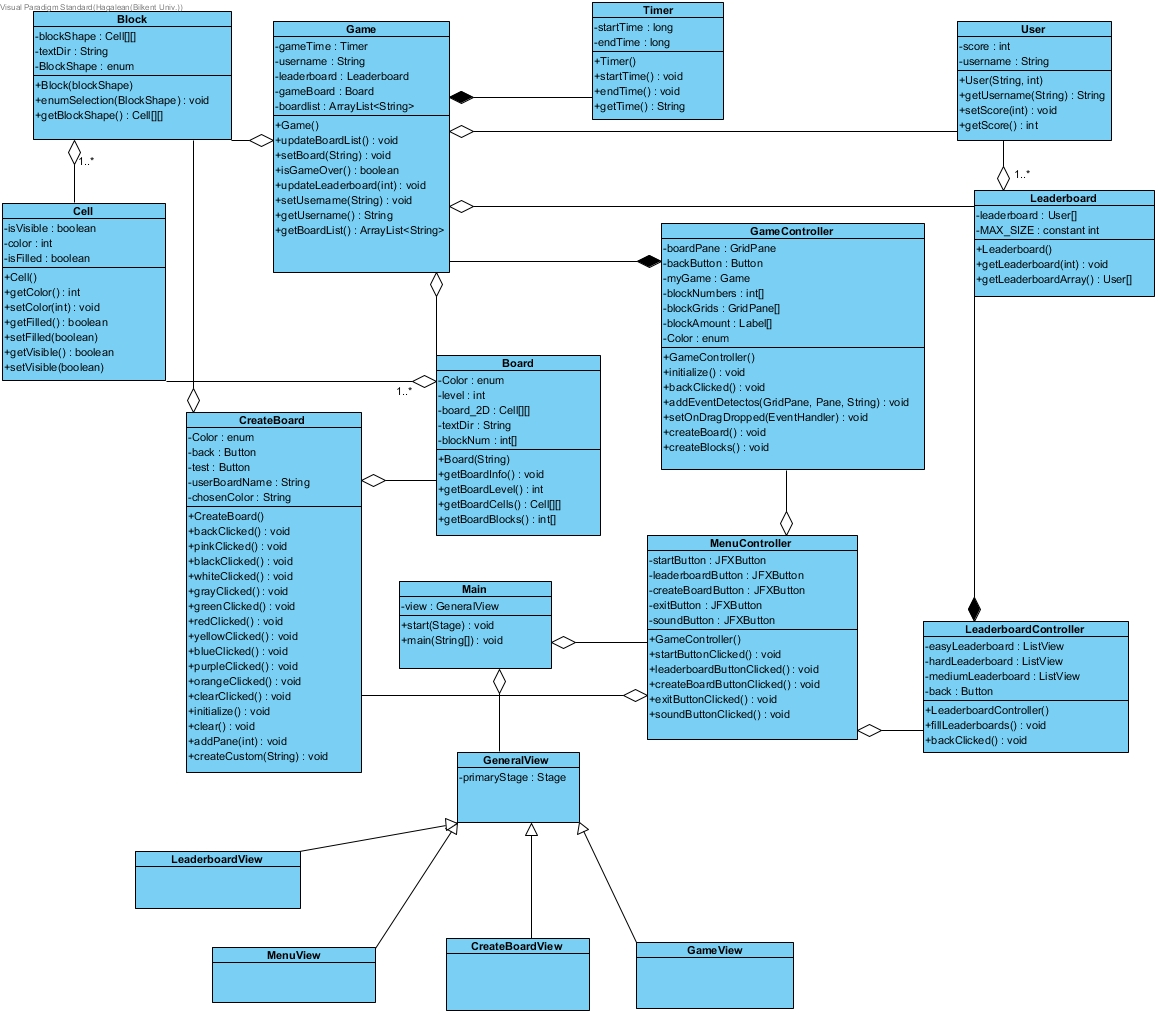 Visual Paradigm Standard(Haqalean(Bilkent Univ.))
Block
-blockShape : Cell[][]
-textDir : String
-BlockShape : enum
+Block(blockShape)
+enumSelection(BlockShape) : void
+getBlockShape() : Cell[][]
Game
-gameTime : Timer
-username : String
-leaderboard : Leaderboard
-gameBoard : Board
-boardlist : ArrayList<String>
+Game()
+updateBoardList() : void
+setBoard(String) : void
+isGameOver() : boolean
+updateLeaderboard(int) : void
+setUsername(String) : void
+getUsername() : String
+getBoardList() : ArrayList<String>
Timer
-startTime : long
-endTime : long
+Timer()
+startTime() : void
+endTime() : void
+getTime() : String
User
-score : int
-username : String
+User(String, int)
+getUsername(String) : String
+setScore(int) : void
+getScore() : int
1..*
1..*
Cell
-isVisible : boolean
-color : int
-isFilled : boolean
+Cell()
+getColor() : int
+setColor(int) : void
+getFilled() : boolean
+setFilled(boolean)
+getVisible() : boolean
+setVisible(boolean)
Leaderboard
-leaderboard : User[]
-MAX_SIZE : constant int
+Leaderboard()
+getLeaderboard(int) : void
+getLeaderboardArray() : User[]
GameController
-boardPane : GridPane
-backButton : Button
-myGame : Game
-blockNumbers : int[]
-blockGrids : GridPane[]
-blockAmount : Label[]
-Color : enum
+GameController()
+initialize() : void
+backClicked() : void
+addEventDetectos(GridPane, Pane, String) : void
+setOnDragDropped(EventHandler) : void
+createBoard() : void
+createBlocks() : void
1..*
Board
-Color : enum
-level : int
-board_2D : Cell[][]
-textDir : String
-blockNum : int[]
+Board(String)
+getBoardInfo() : void
+getBoardLevel() : int
+getBoardCells() : Cell[][]
+getBoardBlocks() : int[]
CreateBoard
-Color : enum
-back : Button
-test : Button
-userBoardName : String
-chosenColor : String
+CreateBoard()
+backClicked() : void
+pinkClicked() : void
+blackClicked() : void
+whiteClicked() : void
+grayClicked() : void
+greenClicked() : void
+redClicked() : void
+yellowClicked() : void
+blueClicked() : void
+purpleClicked() : void
+orangeClicked() : void
+clearClicked() : void
+initialize() : void
+clear() : void
+addPane(int) : void
+createCustom(String) : void
Main
-view : GeneralView
+start(Stage) : void
+main(String[]) : void
MenuController
-startButton : JFXButton
-leaderboardButton : JFXButton
-createBoardButton : JFXButton
-exitButton : JFXButton
-soundButton : JFXButton
+GameController()
+startButtonClicked() : void
+leaderboardButtonClicked() : void
+createBoardButtonClicked() : void
+exitButtonClicked() : void
+soundButtonClicked() : void
LeaderboardController
-easyLeaderboard : ListView
-hardLeaderboard : ListView
-mediumLeaderboard : ListView
-back : Button
+LeaderboardController()
+fillLeaderboards() : void
+backClicked() : void
GeneralView
-primaryStage : Stage
LeaderboardView
MenuView
CreateBoardView
GameView